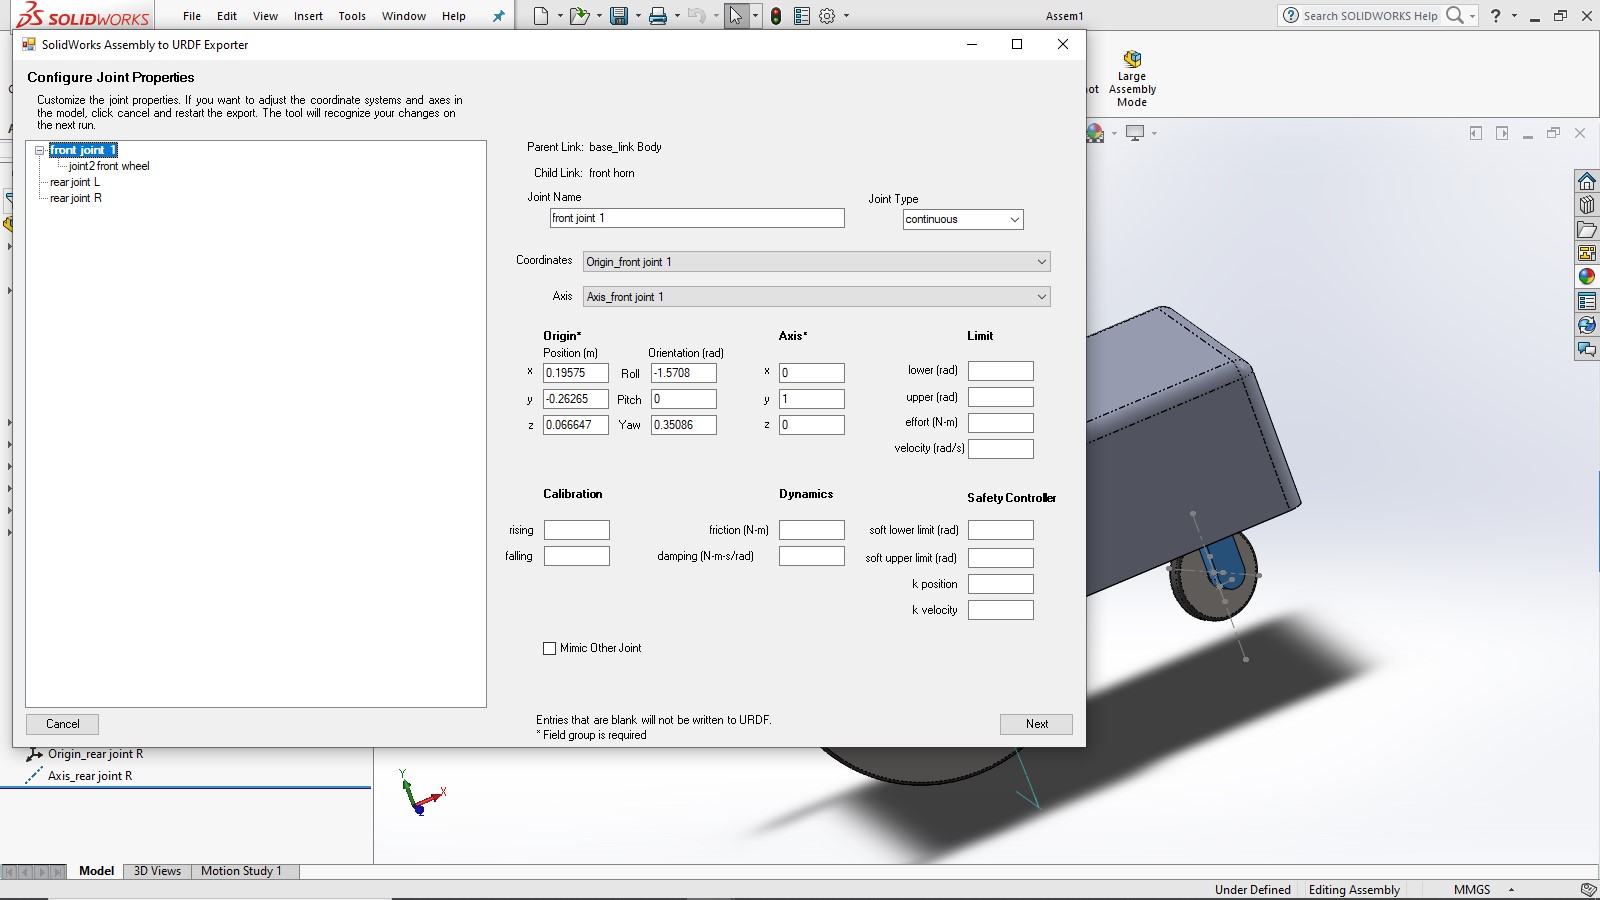 SOLIDWORKS
File Edit View Insert Tools Window Help
Assem1
Search SOLIDWORKS Help
?
SolidWorks Assembly to URDF Exporter
Large
Assembly
Mode
Configure Joint Properties
Customize the joint properties. If you want to adjust the coordinate systems and axes in
the model, click cancel and restart the export. The tool will recognize your changes on
the next run.
front joint 1
joint2 front wheel
rear joint L
rear joint R
Parent Link: base_link Body
Child Link: front horn
Joint Name
Joint Type
front joint 1
continuous
Coordinates
Origin_front joint 1
Axis
Axis_front joint 1
Origin*
Axis*
Limit
Position (m)
Orientation (rad)
x 0.19575 Roll -1.5708 x 0 lower (rad)
y -0.26265 Pitch 0 y 1 upper (rad)
z 0.066647 Yaw 0.35086 z 0 effort (N-m)
velocity (rad/s)
Calibration
Dynamics
Safety Controller
rising friction (N-m) soft lower limit (rad)
falling damping (N-m-s/rad) soft upper limit (rad)
k position
k velocity
Mimic Other Joint
Cancel
Entries that are blank will not be written to URDF.
* Field group is required
Next
Origin_rear joint R
Axis_rear joint R
Y
X
Z
Model 3D Views Motion Study 1
Under Defined Editing Assembly MMGS